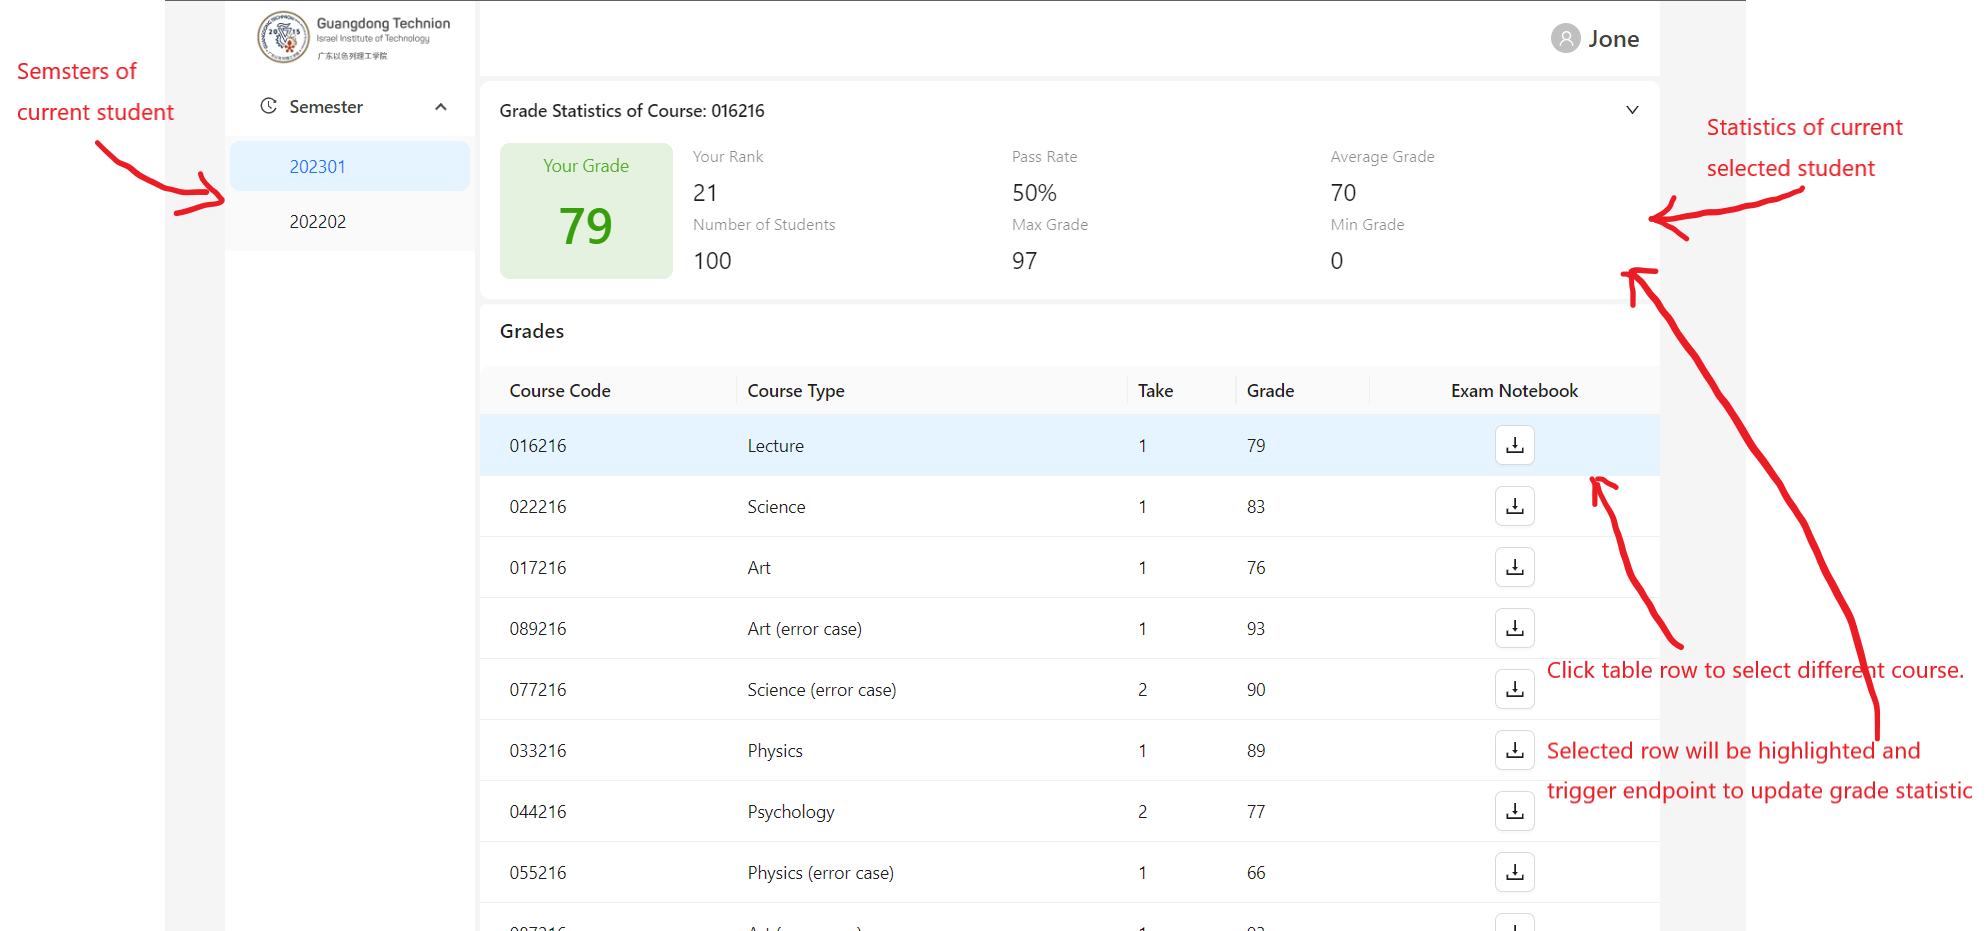 Guangdong Technion
Israel Institute of Technology
广东以色列理工学院
Jone
Semsters of
current student
Semester
202301
202202
Grade Statistics of Course: 016216
Your Grade
79
Your Rank
21
Number of Students
100
Pass Rate
50%
Max Grade
97
Average Grade
70
Min Grade
0
Statistics of current
selected student
Grades
Course Code Course Type Take Grade Exam Notebook
016216 Lecture 1 79
022216 Science 1 83
017216 Art 1 76
089216 Art (error case) 1 93
077216 Science (error case) 2 90
033216 Physics 1 89
044216 Psychology 2 77
055216 Physics (error case) 1 66
Click table row to select different course.
Selected row will be highlighted and
trigger endpoint to update grade statistic